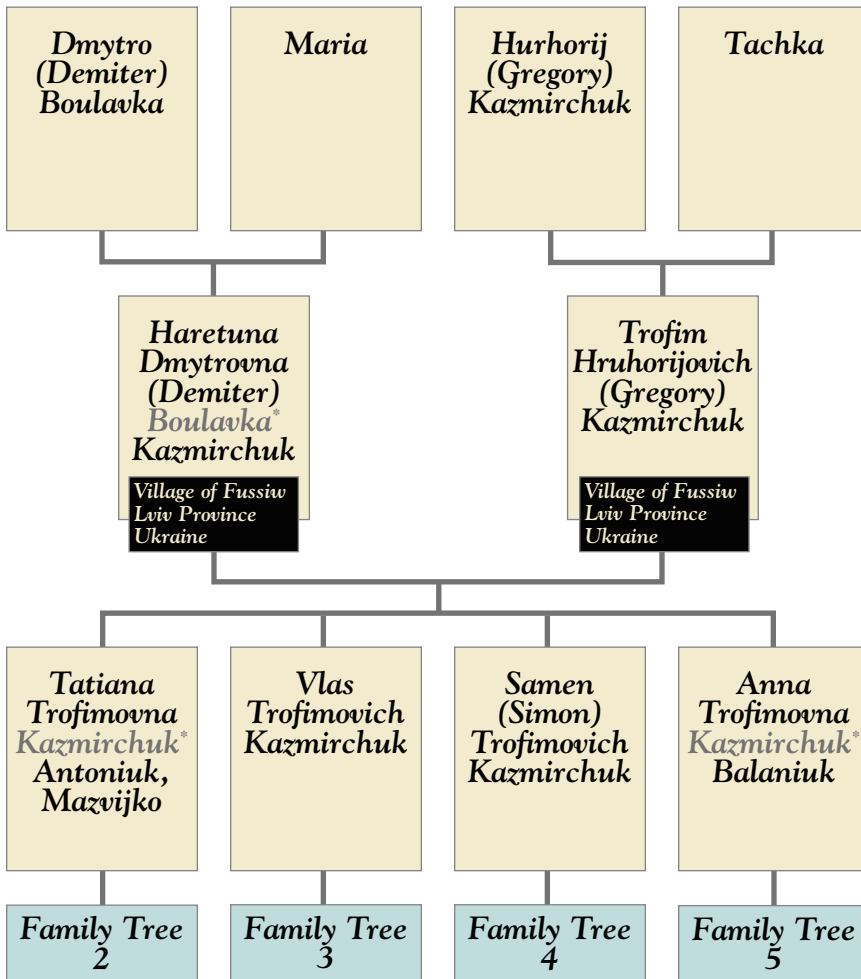 Dmytro
(Demiter)
Boulavka
Maria
Hurhorij
(Gregory)
Kazmirchuk
Tachka
Haretuna
Dmytrovna
(Demiter)
Boulavka*
Kazmirchuk
Village of Fussiw
Lviv Province
Ukraine
Trofim
Hruhorijovich
(Gregory)
Kazmirchuk
Village of Fussiw
Lviv Province
Ukraine
Tatiana
Trofimovna
Kazmirchuk*
Antoniuk,
Mazvijko
Vlas
Trofimovich
Kazmirchuk
Samen
(Simon)
Trofimovich
Kazmirchuk
Anna
Trofimovna
Kazmirchuk*
Balaniuk
Family Tree
2
Family Tree
3
Family Tree
4
Family Tree
5